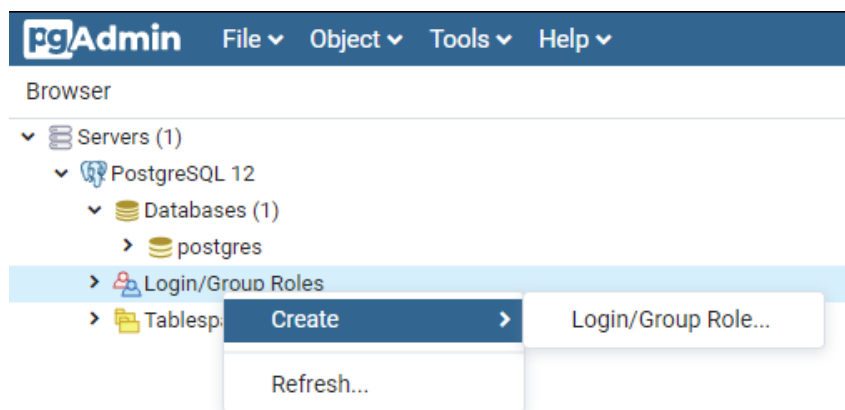 pgAdmin File Object Tools Help
Browser
Servers (1)
PostgreSQL 12
Databases (1)
postgres
Login/Group Roles
Create Login/Group Role...
Refresh...